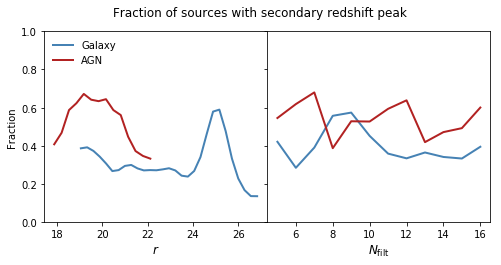 Fraction of sources with secondary redshift peak
Galaxy
AGN
Fraction
1.0
0.8
0.6
0.4
0.2
0.0
18 20 22 24 26
r
6 8 10 12 14 16
N_filt